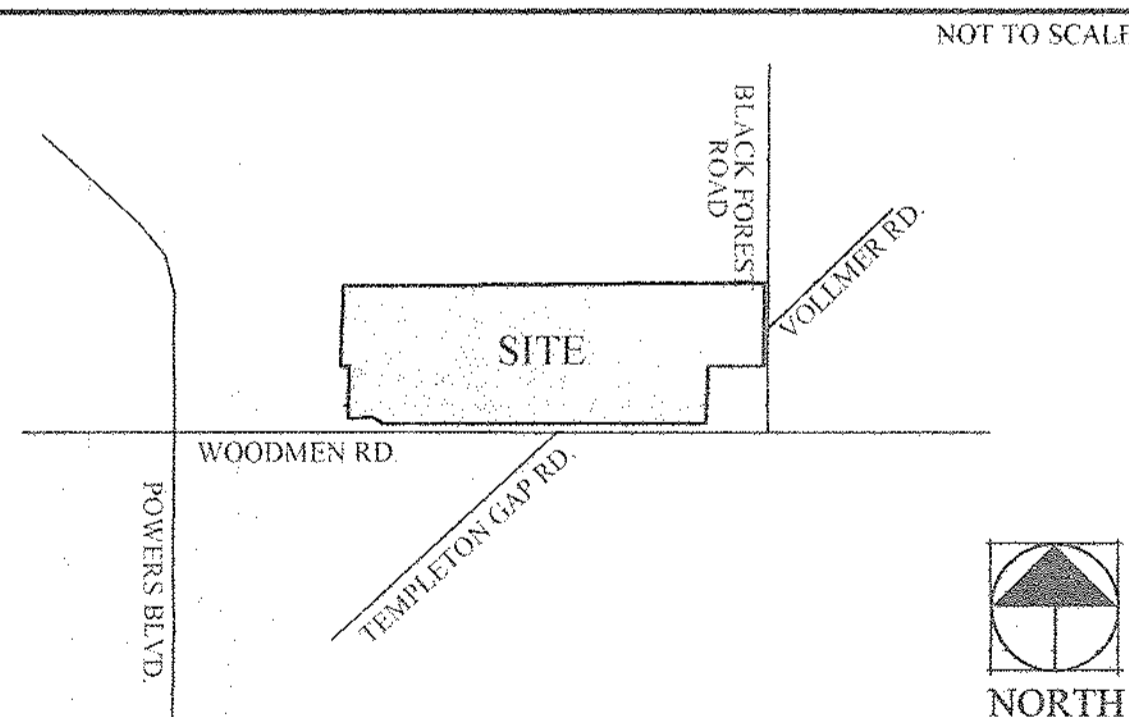 NOT TO SCALE
BLACK FOREST
ROAD
VOLLMER RD.
SITE
WOODMEN RD.
TEMPLETON GAP RD.
POWERS BLVD.
NORTH